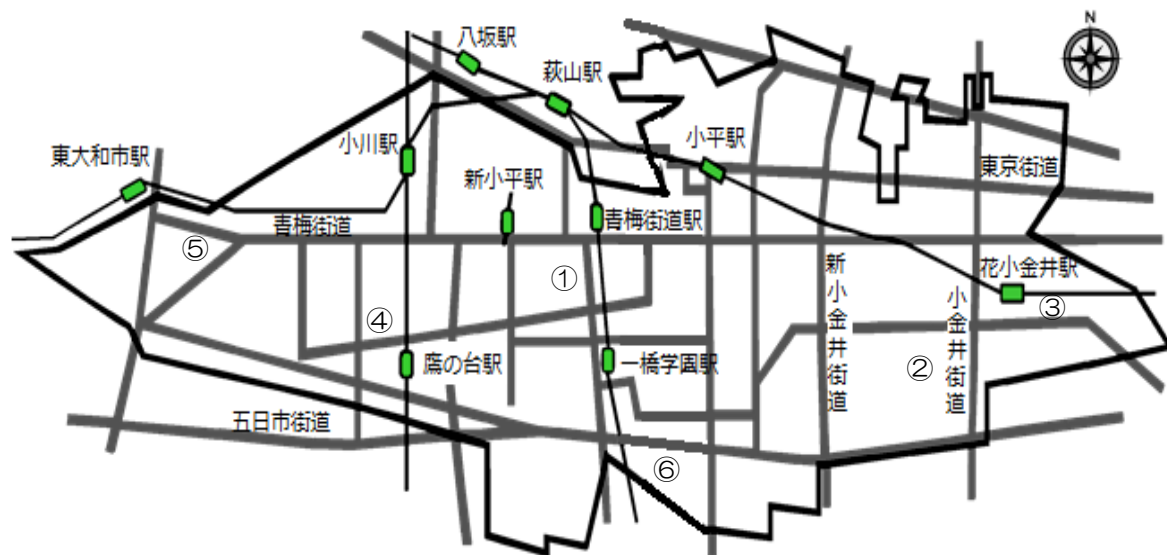 N
八坂駅
萩山駅
小川駅
小平駅
東大和市駅
新小平駅
東京街道
青梅街道
青梅街道駅
⑤
①
新小金井街道
小金井街道
花小金井駅
③
④
鷹の台駅
一橋学園駅
②
五日市街道
⑥